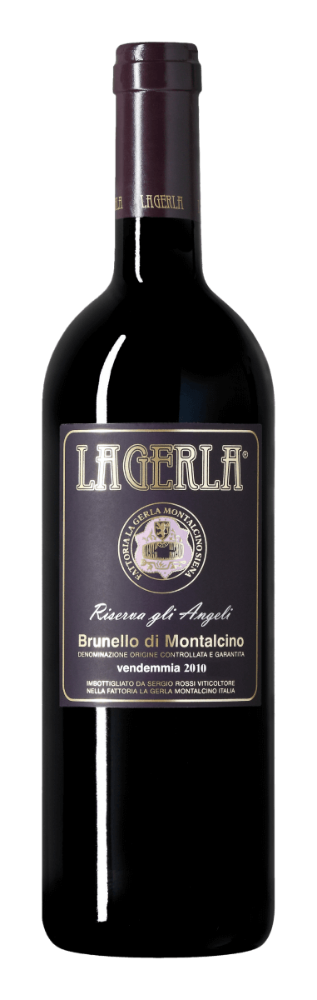 LA LAGERLA
LAGERLA®
FATTORIA LA GERLA MONTALCINO SIENA
Riserva gli Angeli
Brunello di Montalcino
DENOMINAZIONE ORIGINE CONTROLLATA E GARANTITA
vendemmia 2010
IMBOTTIGLIATO DA SERGIO ROSSI VITICOLTORE
NELLA FATTORIA LA GERLA MONTALCINO ITALIA